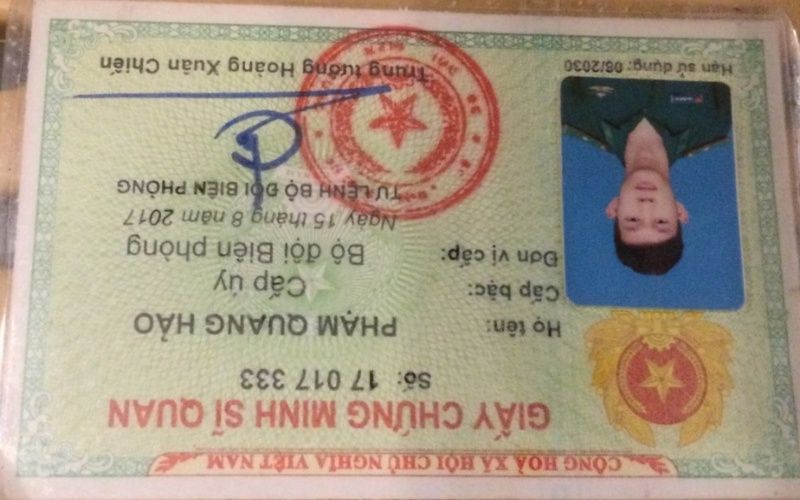 CỘNG HOÀ XÃ HỘI CHỦ NGHĨA VIỆT NAM
GIẤY CHỨNG MINH SĨ QUAN
Số: 17 017 333
Họ tên: PHẠM QUANG HÀO
Cấp bậc: Cấp úy
Đơn vị cấp: Bộ đội Biên phòng
Ngày 15 tháng 8 năm 2017
TƯ LỆNH BỘ ĐỘI BIÊN PHÒNG
Hạn sử dụng: 08/2030
Trung tướng Hoàng Xuân Chiến